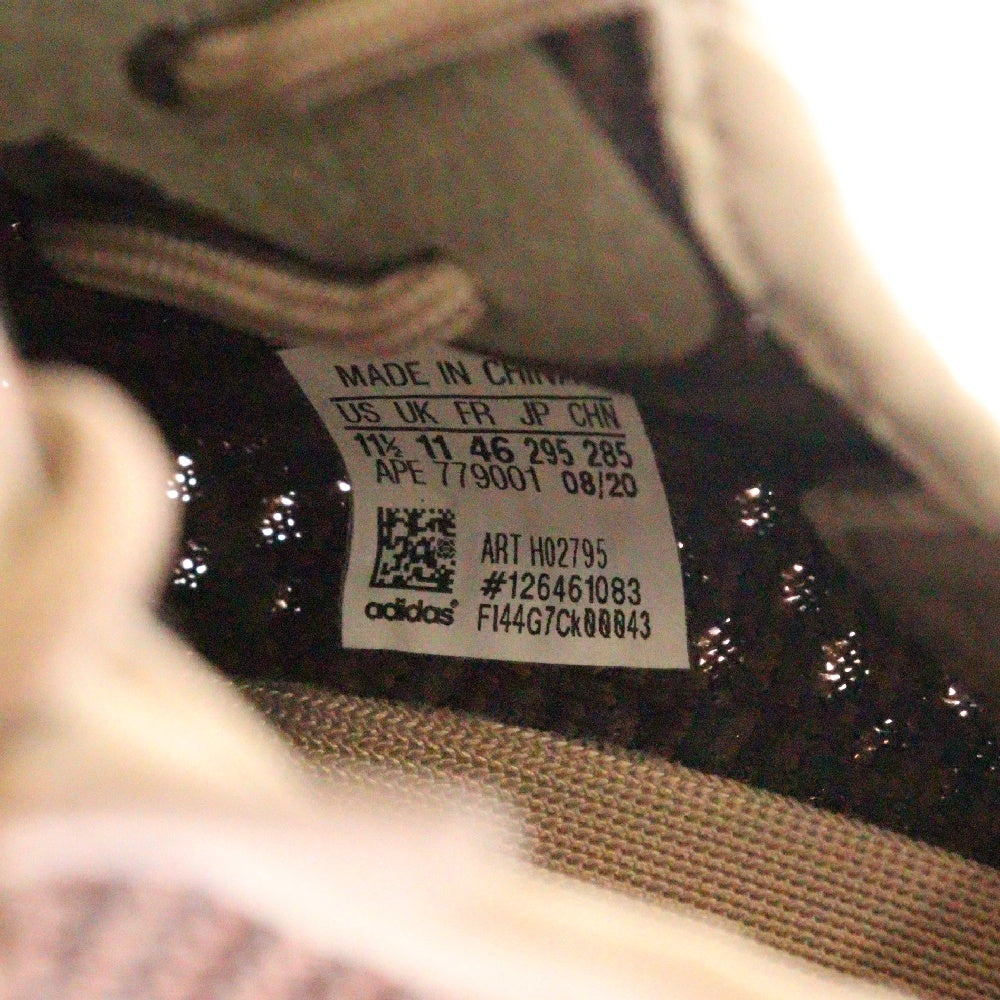 MADE IN CHINA
US UK FR JP CHN
11½ 11 46 295 285
APE 779001 08/20
ART H02795
#126461083
adidas®
FI44G7Ck00043